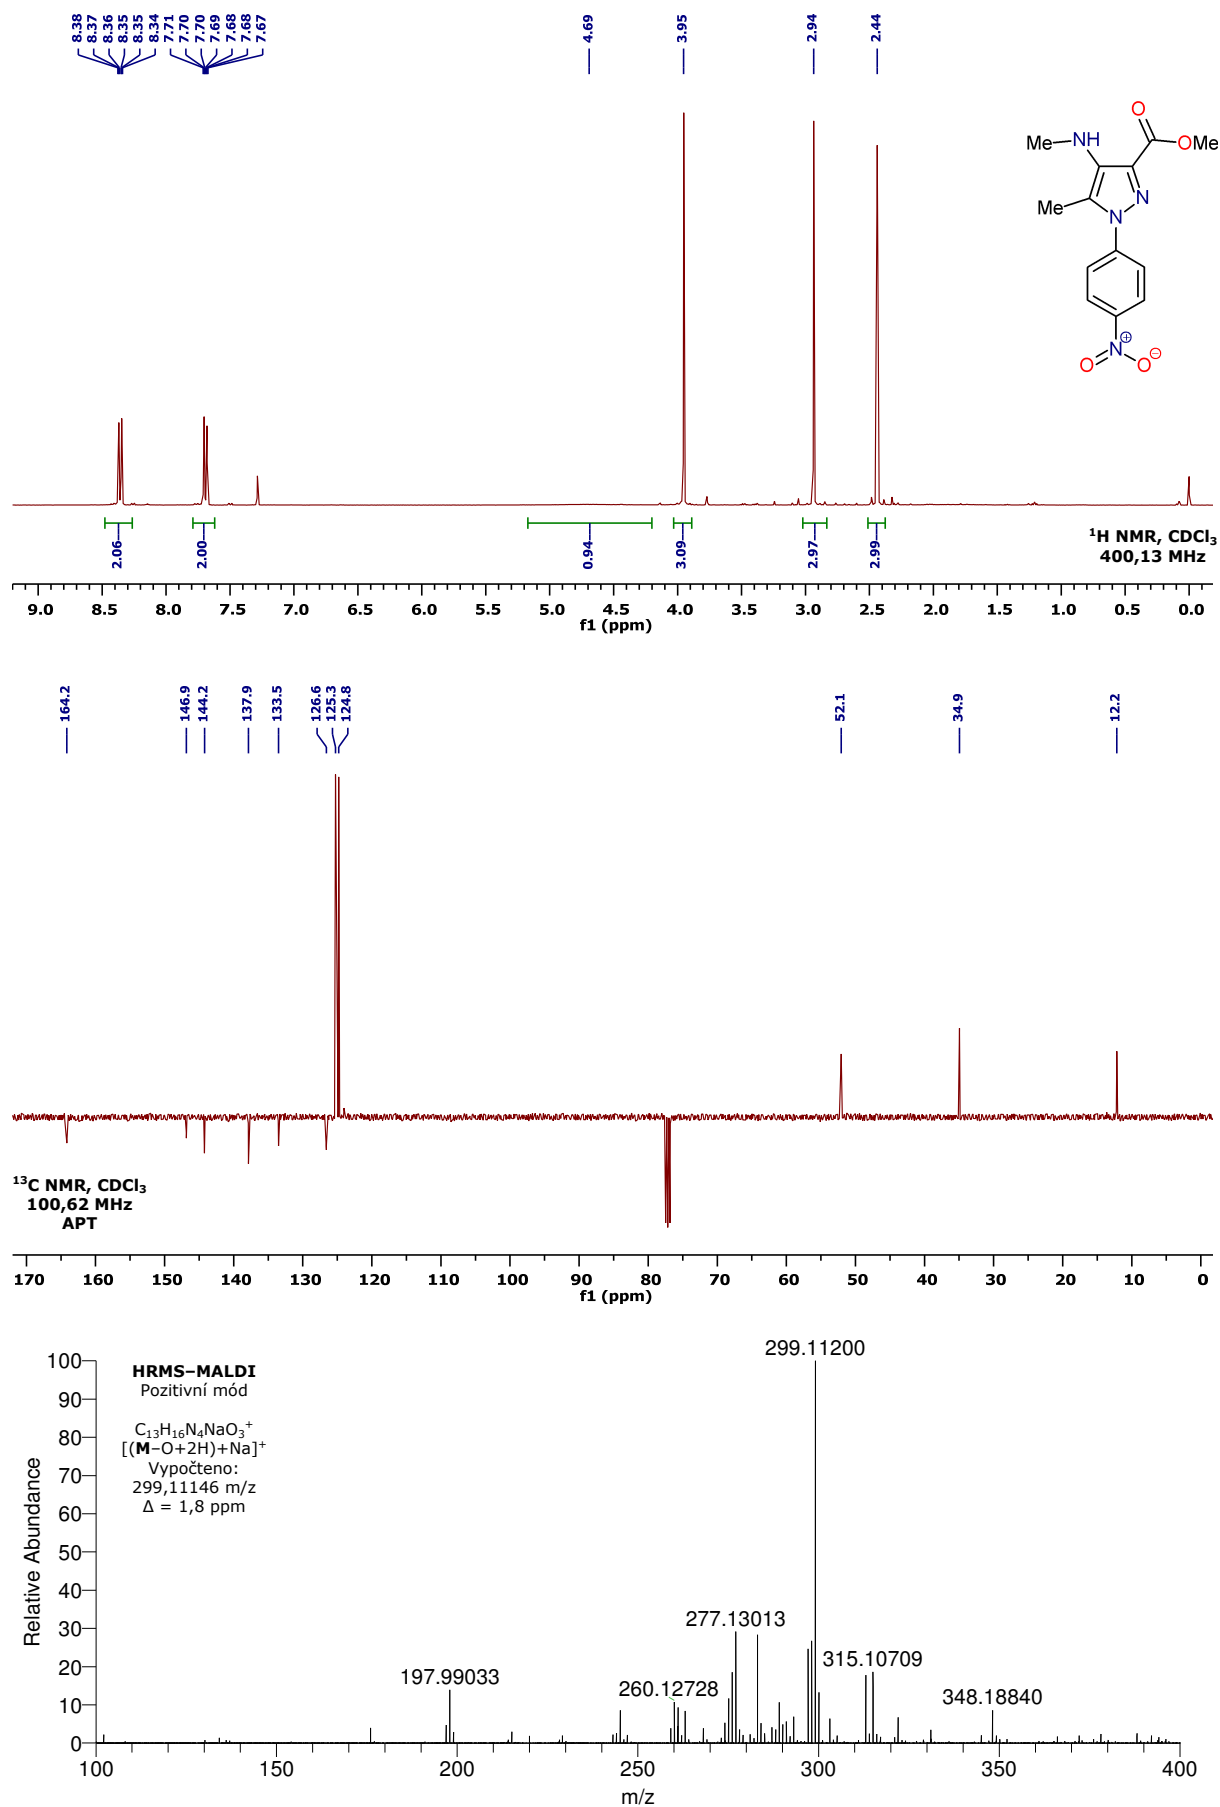 8.38
8.37
8.36
8.35
8.35
8.34
7.71
7.70
7.70
7.69
7.68
7.68
7.67
4.69
3.95
2.94
2.44
O
Me
NH
OMe
Me
N
N
N⊕
O
O⊖
2.06
2.00
0.94
3.09
2.97
2.99
¹H NMR, CDCl₃
400,13 MHz
9.0 8.5 8.0 7.5 7.0 6.5 6.0 5.5 5.0 4.5 4.0 3.5 3.0 2.5 2.0 1.5 1.0 0.5 0.0
f1 (ppm)
164.2
146.9
144.2
137.9
133.5
126.6
125.3
124.8
52.1
34.9
12.2
¹³C NMR, CDCl₃
100,62 MHz
APT
170 160 150 140 130 120 110 100 90 80 70 60 50 40 30 20 10 0
f1 (ppm)
HRMS–MALDI
Pozitivní mód
C₁₃H₁₆N₄NaO₃⁺
[(M–O+2H)+Na]⁺
Vypočteno:
299,11146 m/z
Δ = 1,8 ppm
299.11200
277.13013
315.10709
197.99033
260.12728
348.18840
Relative Abundance
100
90
80
70
60
50
40
30
20
10
0
100 150 200 250 300 350 400
m/z